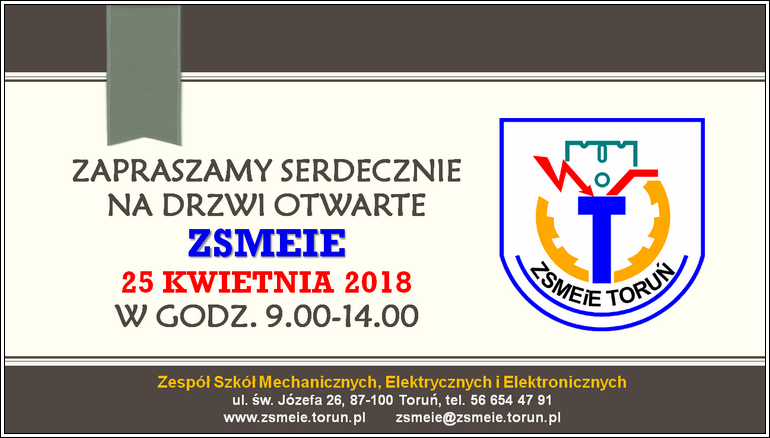 ZAPRASZAMY SERDECZNIE
NA DRZWI OTWARTE
ZSMEIE
25 KWIETNIA 2018
W GODZ. 9.00-14.00
T
ZSMEiE TORUŃ
Zespół Szkół Mechanicznych, Elektrycznych i Elektronicznych
ul. św. Józefa 26, 87-100 Toruń, tel. 56 654 47 91
www.zsmeie.torun.pl zsmeie@zsmeie.torun.pl